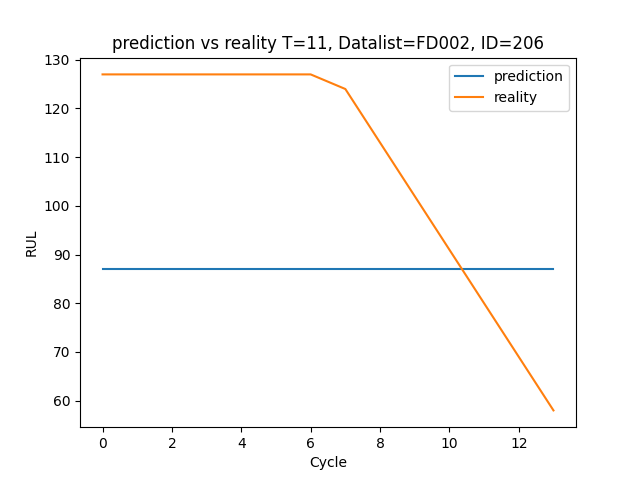 prediction vs reality T=11, Datalist=FD002, ID=206
prediction
reality
130
120
110
100
90
80
70
60
RUL
0 2 4 6 8 10 12
Cycle